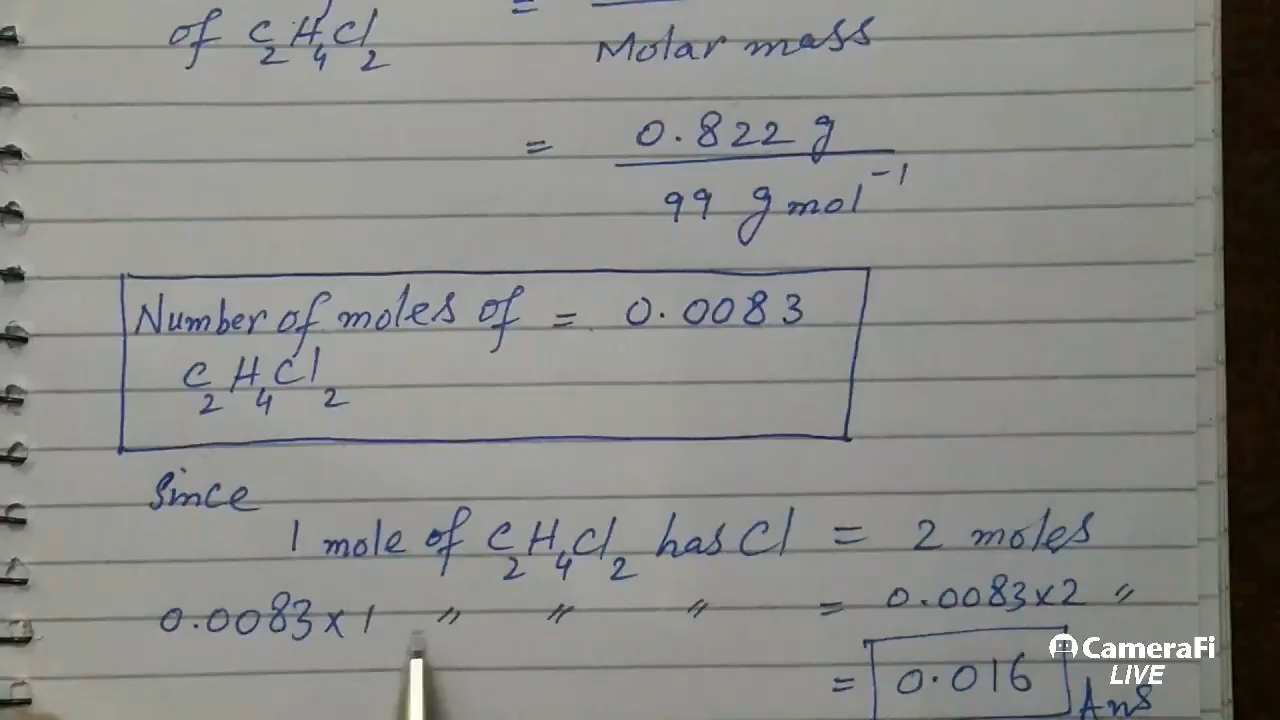 of C2H4Cl2 =
Molar mass
= 0.822 g
99 g mol⁻¹
Number of moles of = 0.0083
C2H4Cl2
Since
1 mole of C2H4Cl2 has Cl = 2 moles
0.0083×1 〃 〃 〃 = 0.0083×2 〃
= 0.016 Ans
CameraFi
LIVE